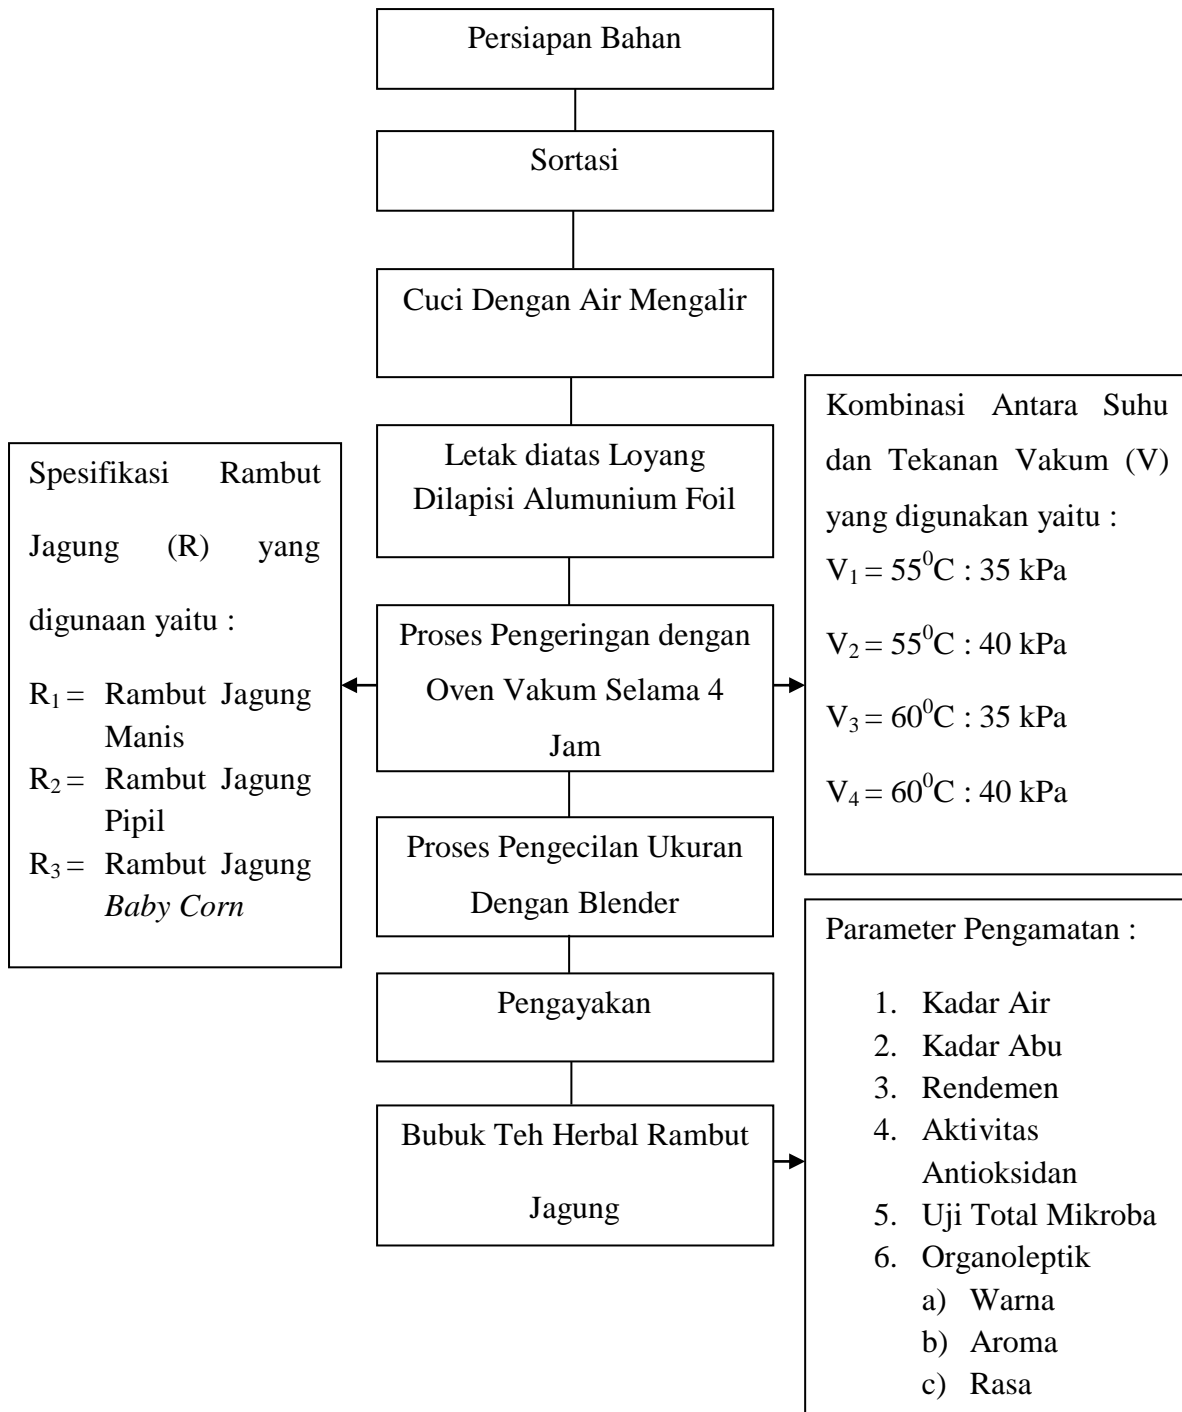 Persiapan Bahan
Sortasi
Cuci Dengan Air Mengalir
Letak diatas Loyang
Dilapisi Alumunium Foil
Spesifikasi Rambut
Jagung (R) yang
digunaan yaitu :
R₁ = Rambut Jagung
Manis
R₂ = Rambut Jagung
Pipil
R₃ = Rambut Jagung
Baby Corn
Proses Pengeringan dengan
Oven Vakum Selama 4
Jam
Kombinasi Antara Suhu
dan Tekanan Vakum (V)
yang digunakan yaitu :
V₁ = 55⁰C : 35 kPa
V₂ = 55⁰C : 40 kPa
V₃ = 60⁰C : 35 kPa
V₄ = 60⁰C : 40 kPa
Proses Pengecilan Ukuran
Dengan Blender
Pengayakan
Bubuk Teh Herbal Rambut
Jagung
Parameter Pengamatan :
1. Kadar Air
2. Kadar Abu
3. Rendemen
4. Aktivitas
Antioksidan
5. Uji Total Mikroba
6. Organoleptik
a) Warna
b) Aroma
c) Rasa